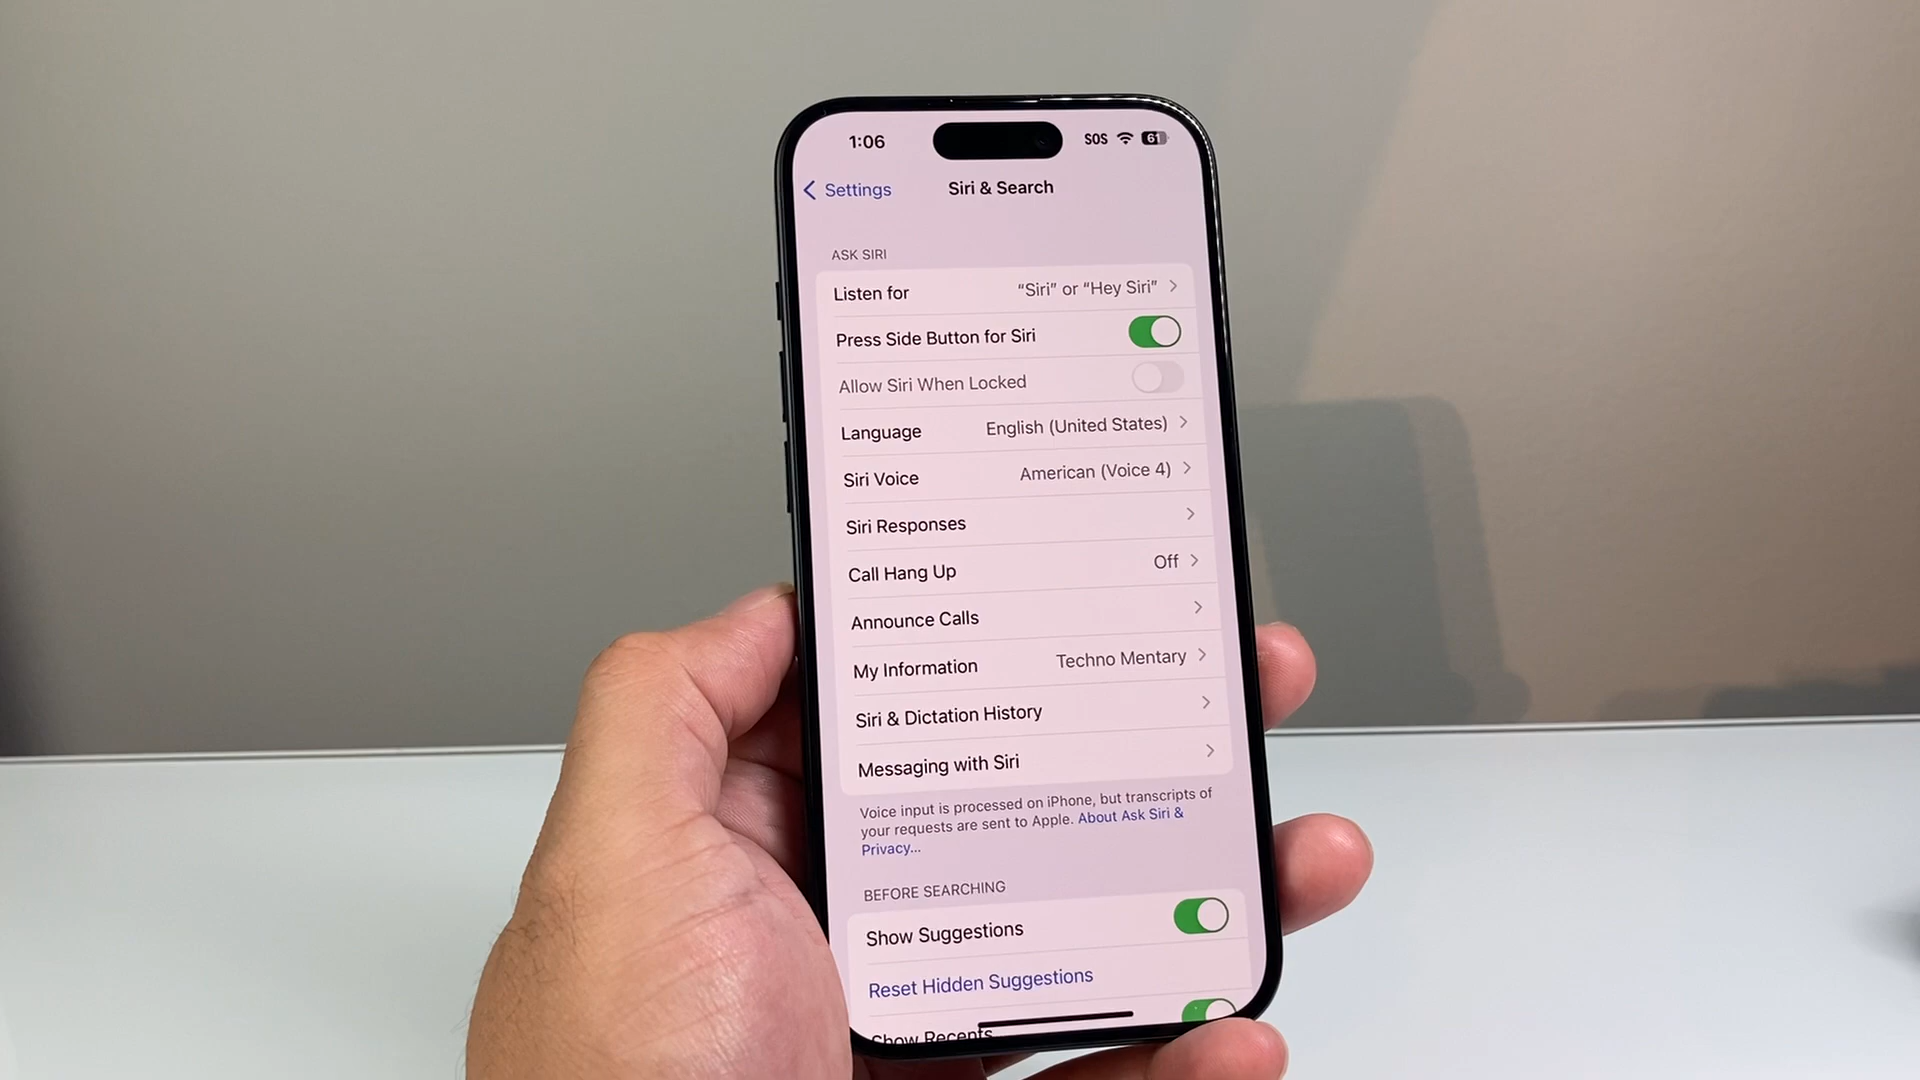 1:06 SOS 61
Settings Siri & Search
ASK SIRI
Listen for “Siri” or “Hey Siri”
Press Side Button for Siri
Allow Siri When Locked
Language English (United States)
Siri Voice American (Voice 4)
Siri Responses
Call Hang Up Off
Announce Calls
My Information Techno Mentary
Siri & Dictation History
Messaging with Siri
Voice input is processed on iPhone, but transcripts of
your requests are sent to Apple. About Ask Siri &
Privacy...
BEFORE SEARCHING
Show Suggestions
Reset Hidden Suggestions
Show Recents